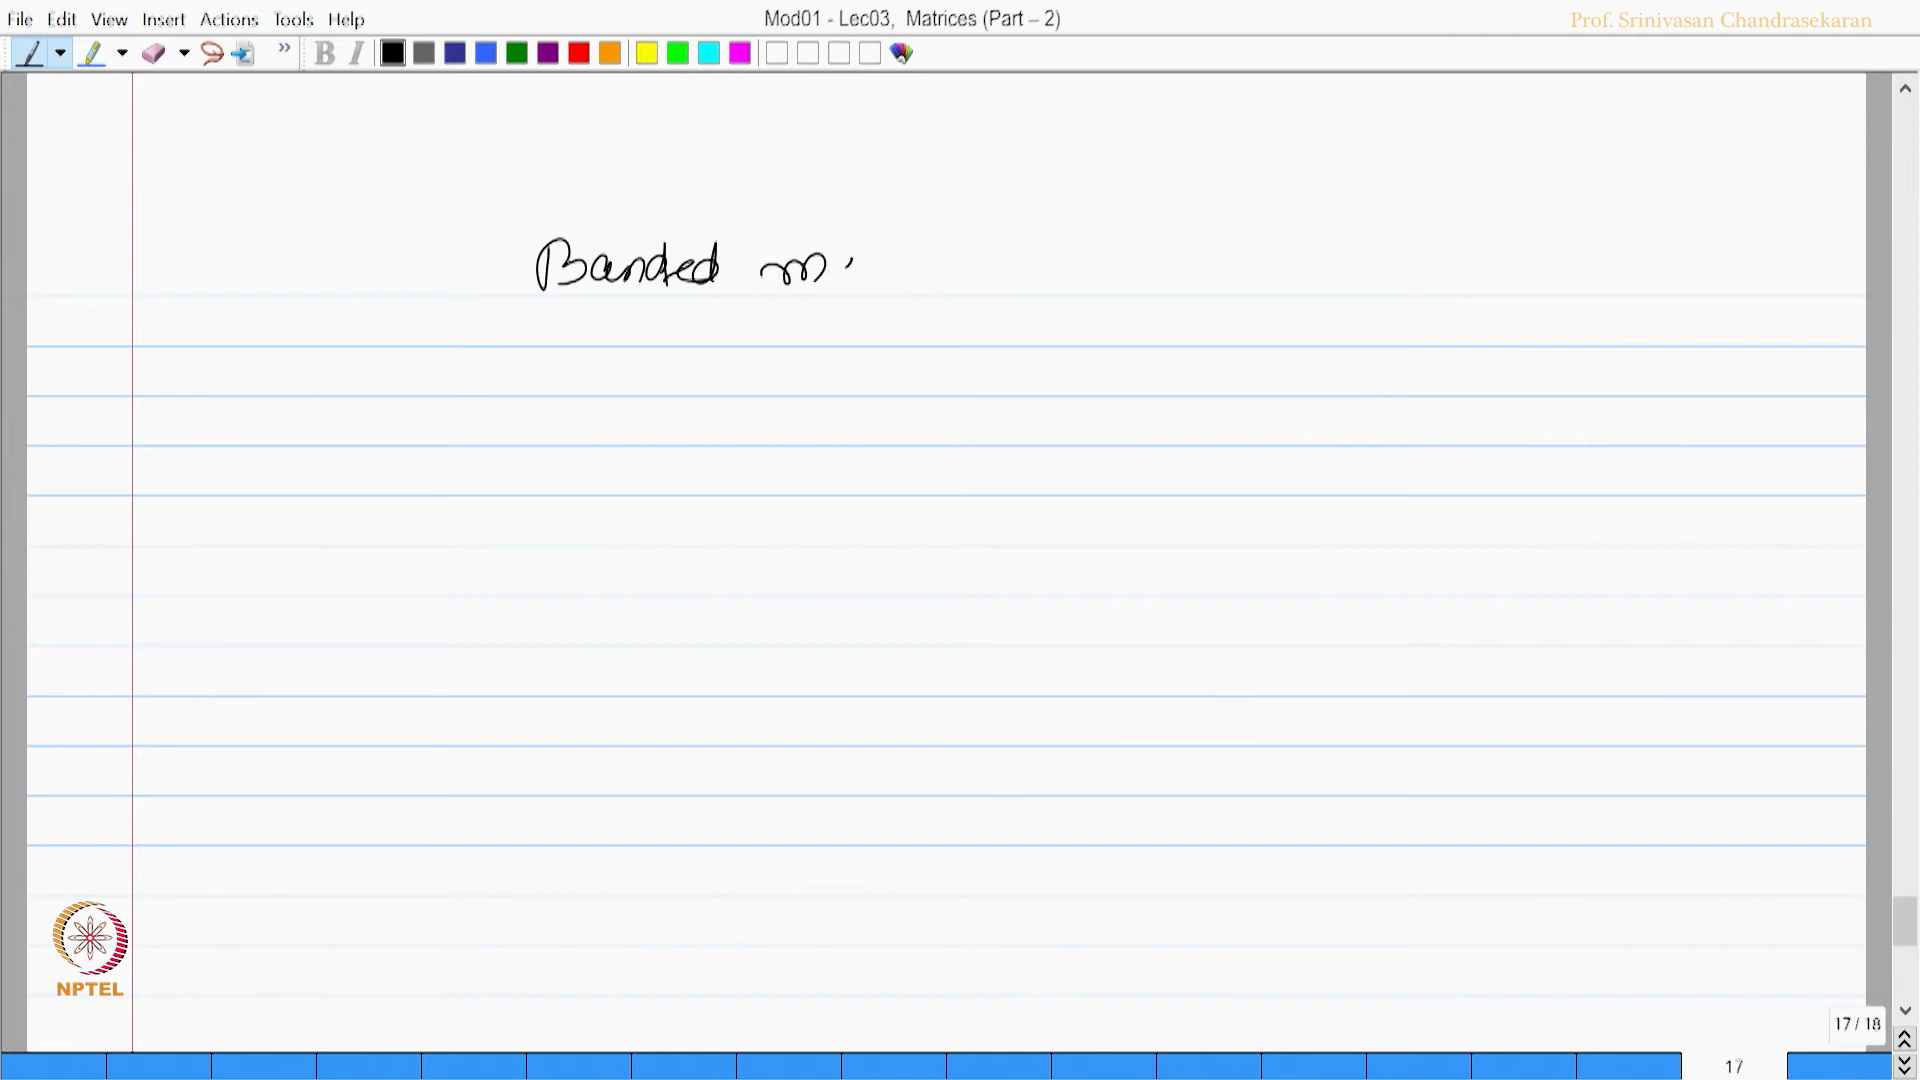 File Edit View Insert Actions Tools Help
Mod01 - Lec03, Matrices (Part – 2)
Prof. Srinivasan Chandrasekaran
B I
Banded m
NPTEL
17 / 18
17